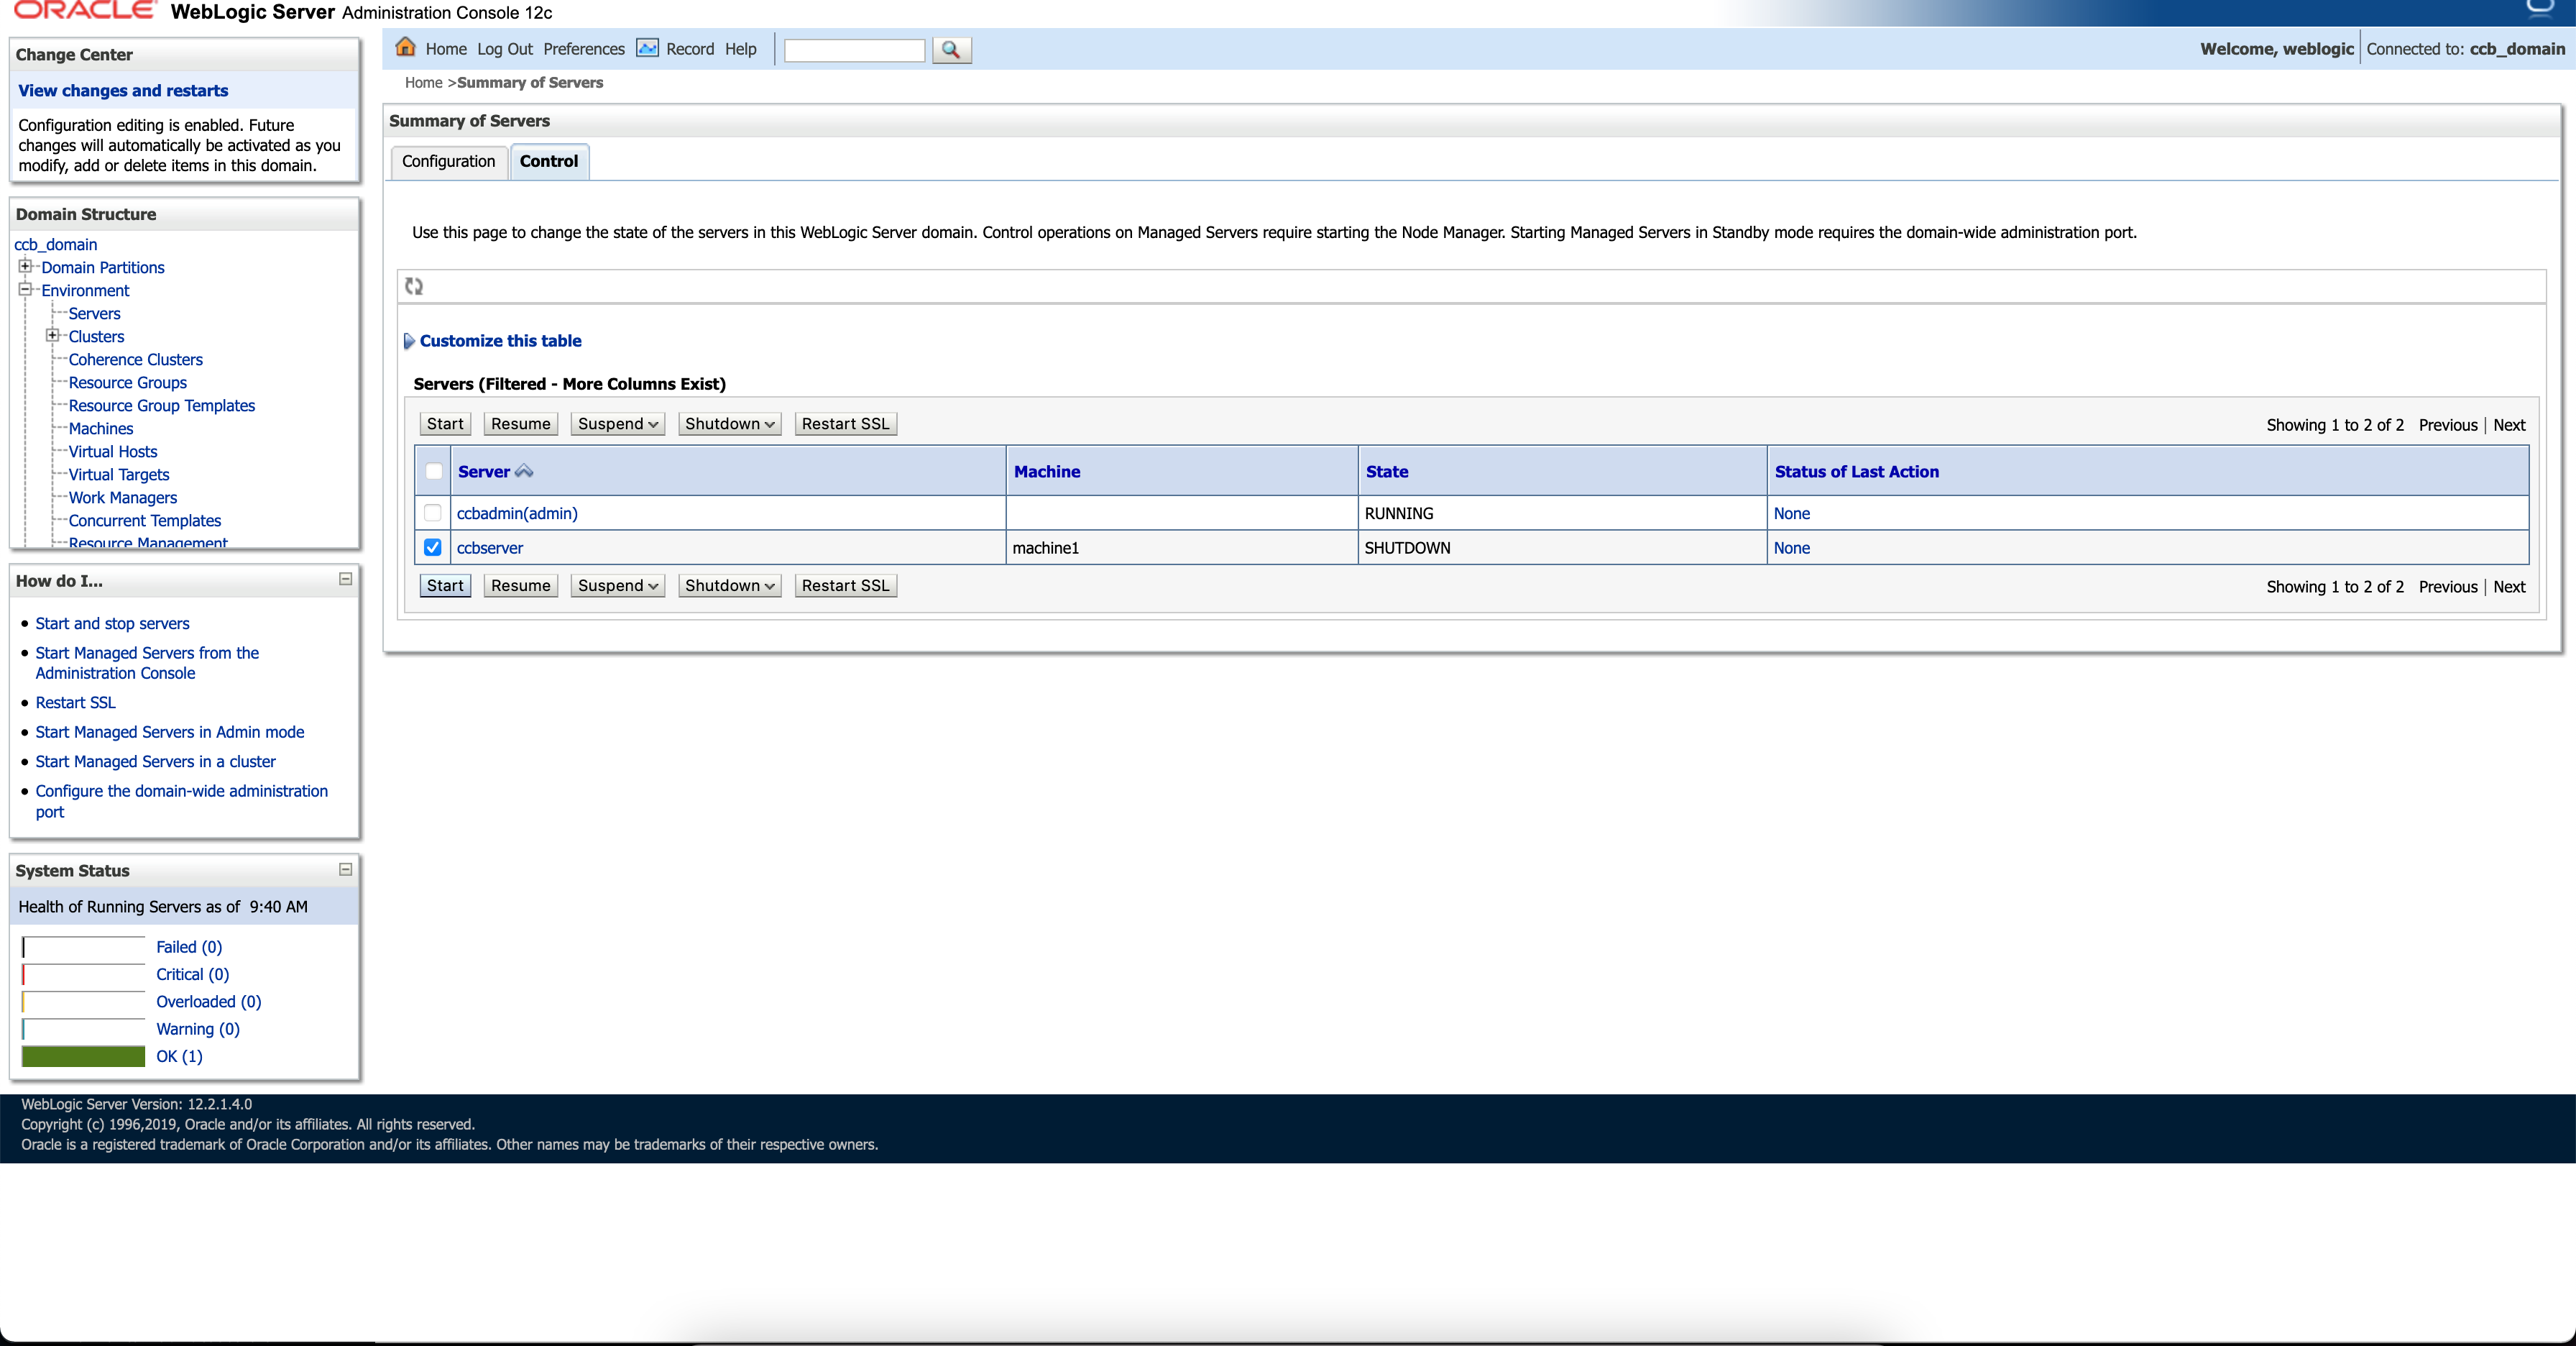 ORACLE WebLogic Server Administration Console 12c
Change Center
View changes and restarts
Configuration editing is enabled. Future
changes will automatically be activated as you
modify, add or delete items in this domain.
Domain Structure
ccb_domain
Domain Partitions
Environment
Servers
Clusters
Coherence Clusters
Resource Groups
Resource Group Templates
Machines
Virtual Hosts
Virtual Targets
Work Managers
Concurrent Templates
Resource Management
How do I...
Start and stop servers
Start Managed Servers from the
Administration Console
Restart SSL
Start Managed Servers in Admin mode
Start Managed Servers in a cluster
Configure the domain-wide administration
port
System Status
Health of Running Servers as of 9:40 AM
Failed (0)
Critical (0)
Overloaded (0)
Warning (0)
OK (1)
Home Log Out Preferences Record Help
Welcome, weblogic Connected to: ccb_domain
Home >Summary of Servers
Summary of Servers
Configuration Control
Use this page to change the state of the servers in this WebLogic Server domain. Control operations on Managed Servers require starting the Node Manager. Starting Managed Servers in Standby mode requires the domain-wide administration port.
Customize this table
Servers (Filtered - More Columns Exist)
Start Resume Suspend Shutdown Restart SSL Showing 1 to 2 of 2 Previous | Next
Server Machine State Status of Last Action
ccbadmin(admin) RUNNING None
ccbserver machine1 SHUTDOWN None
Start Resume Suspend Shutdown Restart SSL Showing 1 to 2 of 2 Previous | Next
WebLogic Server Version: 12.2.1.4.0
Copyright (c) 1996,2019, Oracle and/or its affiliates. All rights reserved.
Oracle is a registered trademark of Oracle Corporation and/or its affiliates. Other names may be trademarks of their respective owners.